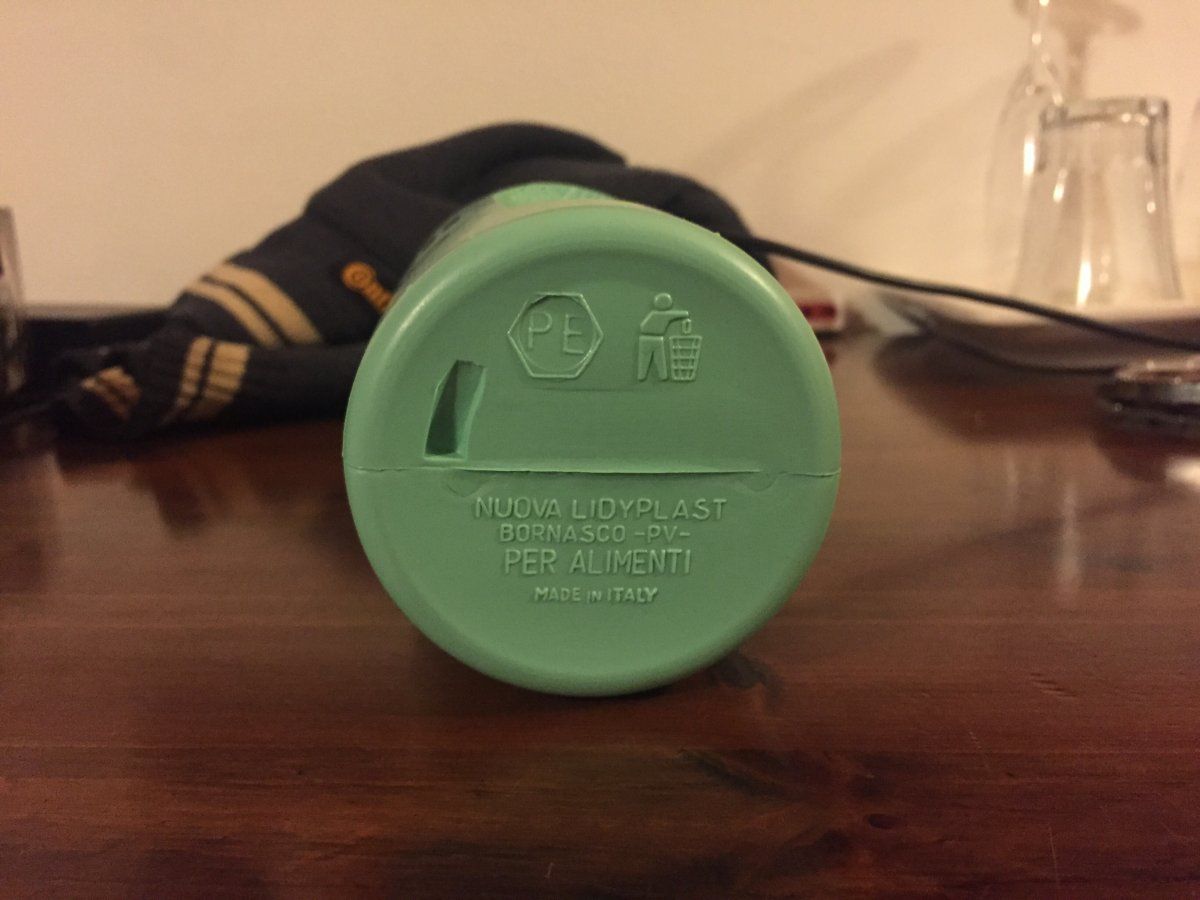 PE
NUOVA LIDYPLAST
BORNASCO -PV-
PER ALIMENTI
MADE IN ITALY